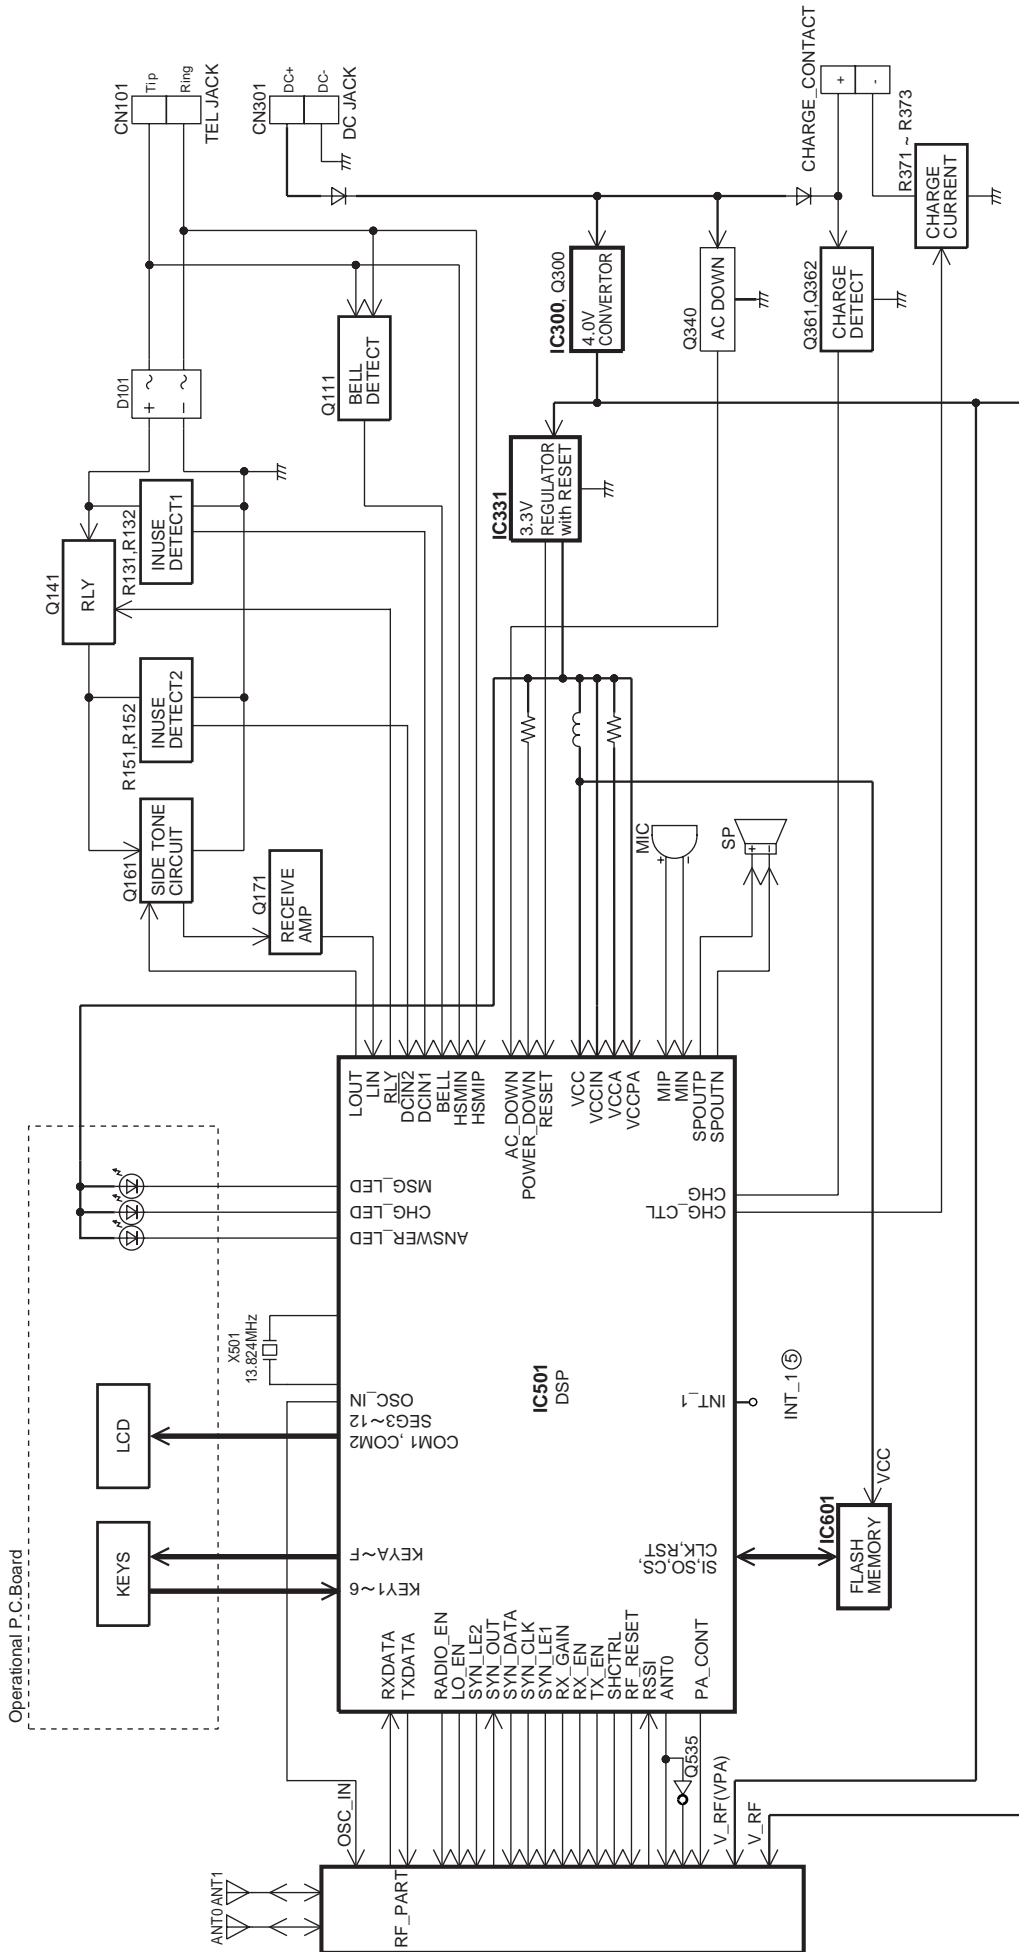 Operational P.C.Board
KEYS
LCD
ANT0
ANT1
RF_PART
OSC_IN
V_RF(VPA)
V_RF
Q535
RXDATA
TXDATA
RADIO_EN
LO_EN
SYN_LE2
SYN_OUT
SYN_DATA
SYN_CLK
SYN_LE1
RX_GAIN
RX_EN
TX_EN
SHCTRL
RF_RESET
RSSI
ANT0
PA_CONT
KEY1~6
KEYA~F
COM1, COM2
SEG3~12
OSC_IN
X501
13.824MHz
ANSWER_LED
CHG_LED
MSG_LED
IC501
DSP
SI,SO,CS,
CLK,RST
IC601
FLASH
MEMORY
VCC
INT_1
INT_1⑤
CHG_CTL
CHG
LOUT
LIN
RLY
DCIN2
DCIN1
BELL
HSMIN
HSMIP
AC_DOWN
POWER_DOWN
RESET
VCC
VCCIN
VCCA
VCCPA
MIP
MIN
SPOUTP
SPOUTN
MIC
+
−
SP
+
−
Q161
SIDE TONE
CIRCUIT
Q171
RECEIVE
AMP
R151,R152
INUSE
DETECT2
Q141
RLY
R131,R132
INUSE
DETECT1
D101
+ ~
− ~
Q111
BELL
DETECT
CN101
Tip
Ring
TEL JACK
CN301
DC+
DC-
DC JACK
IC331
3.3V
REGULATOR
with RESET
IC300, Q300
4.0V
CONVERTOR
Q340
AC DOWN
Q361,Q362
CHARGE
DETECT
CHARGE_CONTACT
+
-
R371 ~ R373
CHARGE
CURRENT